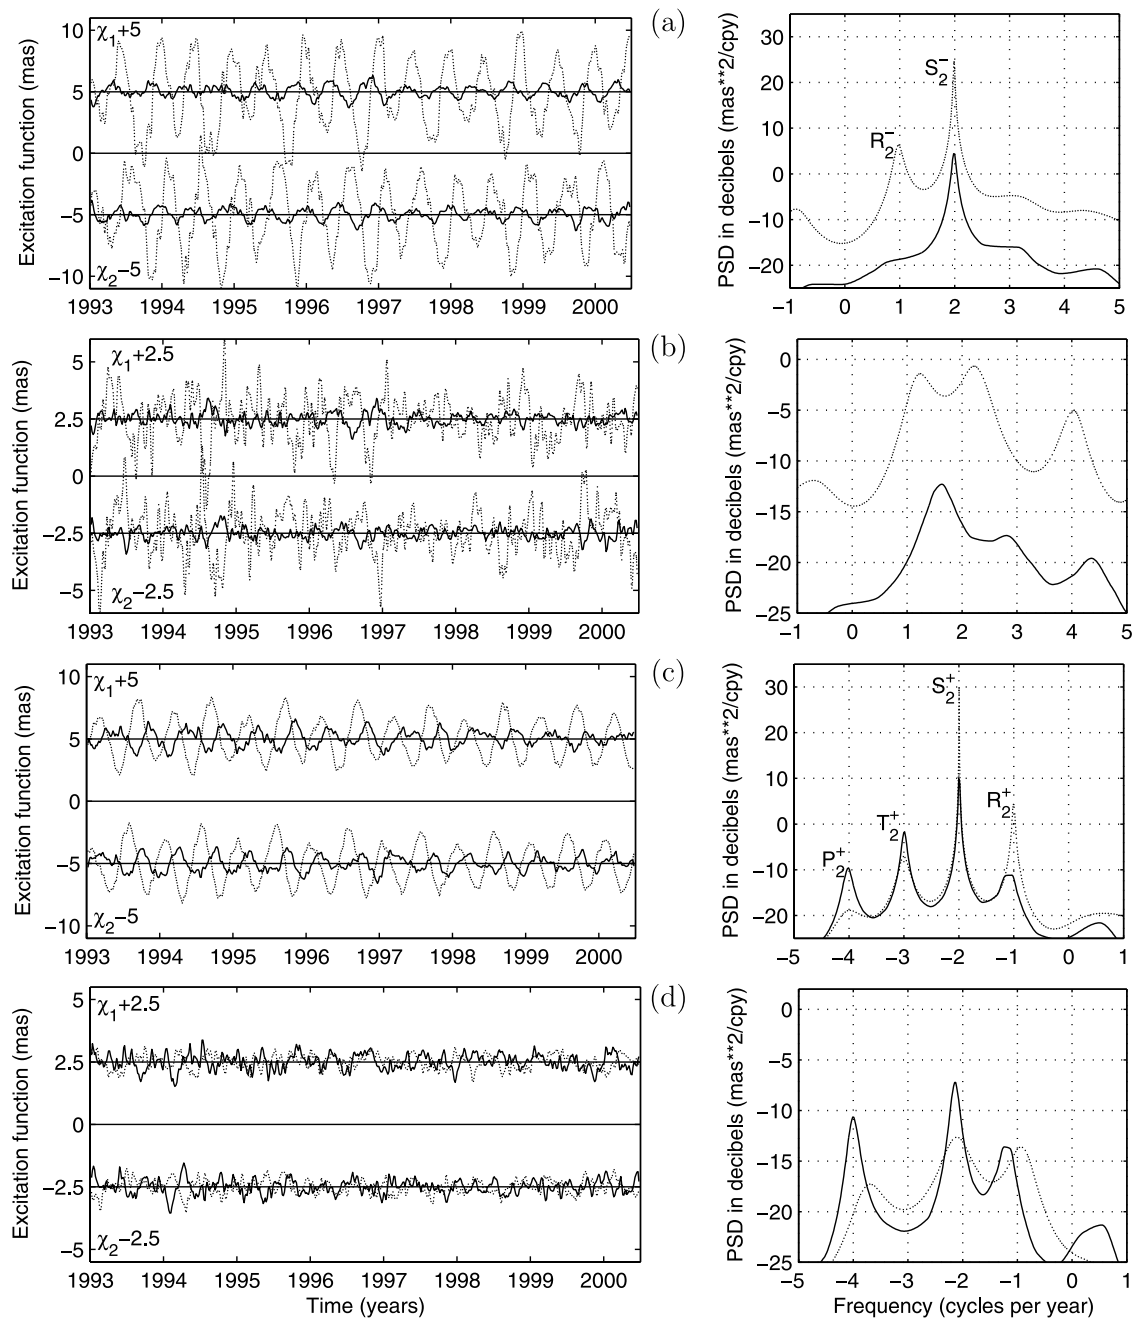 (a)
Excitation function (mas)
10
5
0
−5
−10
χ₁+5
χ₂−5
1993 1994 1995 1996 1997 1998 1999 2000
PSD in decibels (mas**2/cpy)
30
20
10
0
−10
−20
S₂⁻
R₂⁻
−1 0 1 2 3 4 5
(b)
Excitation function (mas)
5
2.5
0
−2.5
−5
χ₁+2.5
χ₂−2.5
1993 1994 1995 1996 1997 1998 1999 2000
PSD in decibels (mas**2/cpy)
0
−5
−10
−15
−20
−25
−1 0 1 2 3 4 5
(c)
Excitation function (mas)
10
5
0
−5
−10
χ₁+5
χ₂−5
1993 1994 1995 1996 1997 1998 1999 2000
PSD in decibels (mas**2/cpy)
30
20
10
0
−10
−20
S₂⁺
R₂⁺
T₂⁺
P₂⁺
−5 −4 −3 −2 −1 0 1
(d)
Excitation function (mas)
5
2.5
0
−2.5
−5
χ₁+2.5
χ₂−2.5
1993 1994 1995 1996 1997 1998 1999 2000
Time (years)
PSD in decibels (mas**2/cpy)
0
−5
−10
−15
−20
−25
−5 −4 −3 −2 −1 0 1
Frequency (cycles per year)